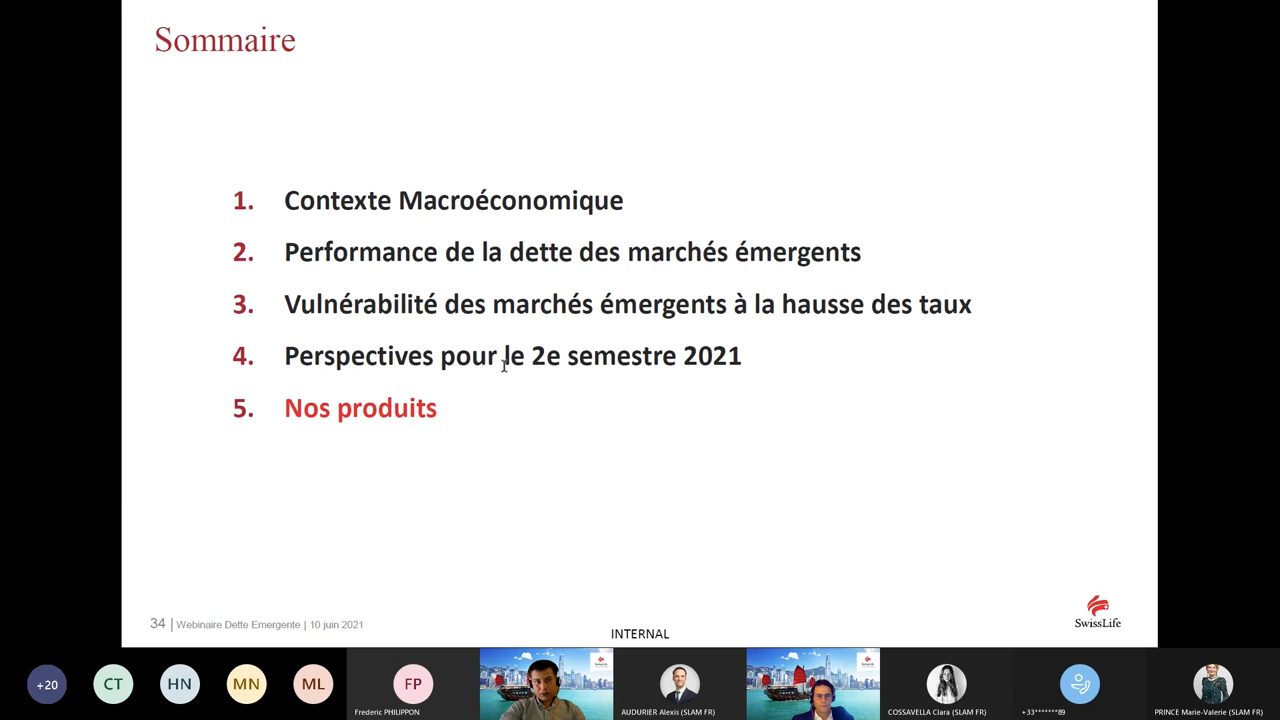 Sommaire
1. Contexte Macroéconomique
2. Performance de la dette des marchés émergents
3. Vulnérabilité des marchés émergents à la hausse des taux
4. Perspectives pour le 2e semestre 2021
5. Nos produits
34 | Webinaire Dette Emergente | 10 juin 2021
SwissLife
INTERNAL
+20 CT HN MN ML FP
Frederic PHILIPPON
SwissLife
AUDURIER Alexis (SLAM FR)
SwissLife
COSSAVELLA Clara (SLAM FR)
+33*******89
PRINCE Marie-Valerie (SLAM FR)